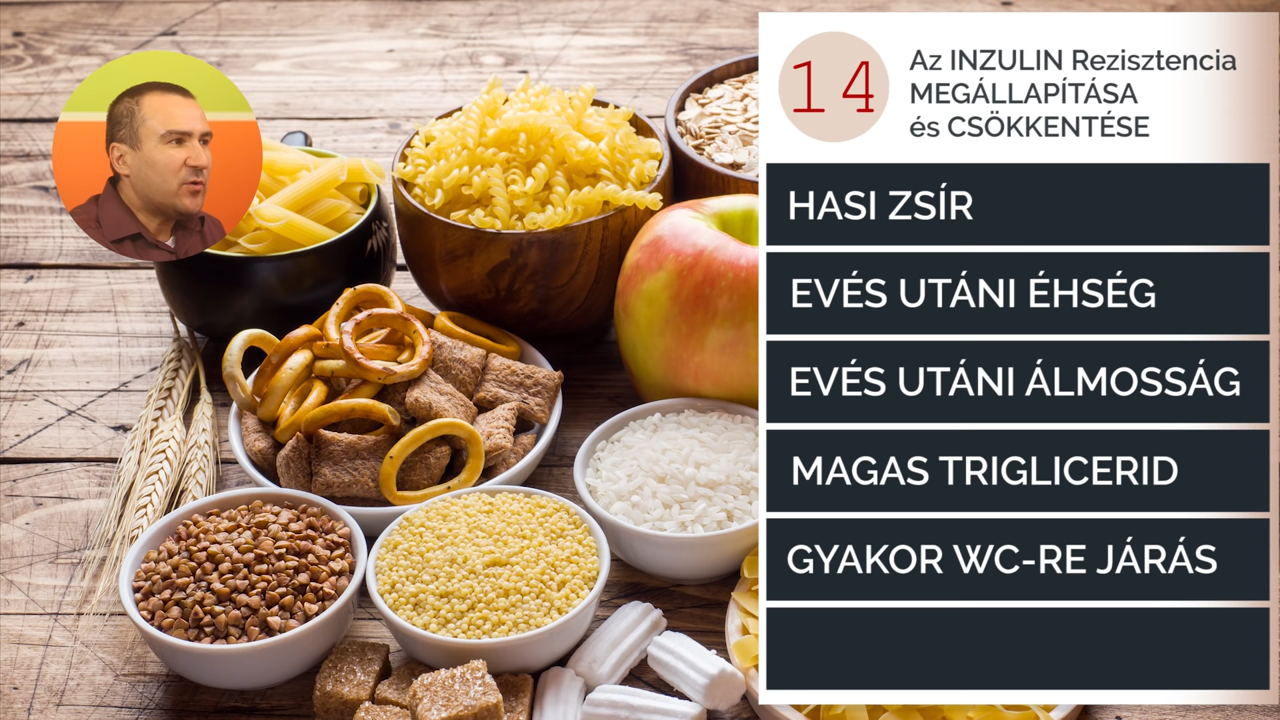 14
Az INZULIN Rezisztencia
MEGÁLLAPÍTÁSA
és CSÖKKENTÉSE
HASI ZSÍR
EVÉS UTÁNI ÉHSÉG
EVÉS UTÁNI ÁLMOSSÁG
MAGAS TRIGLICERID
GYAKOR WC-RE JÁRÁS